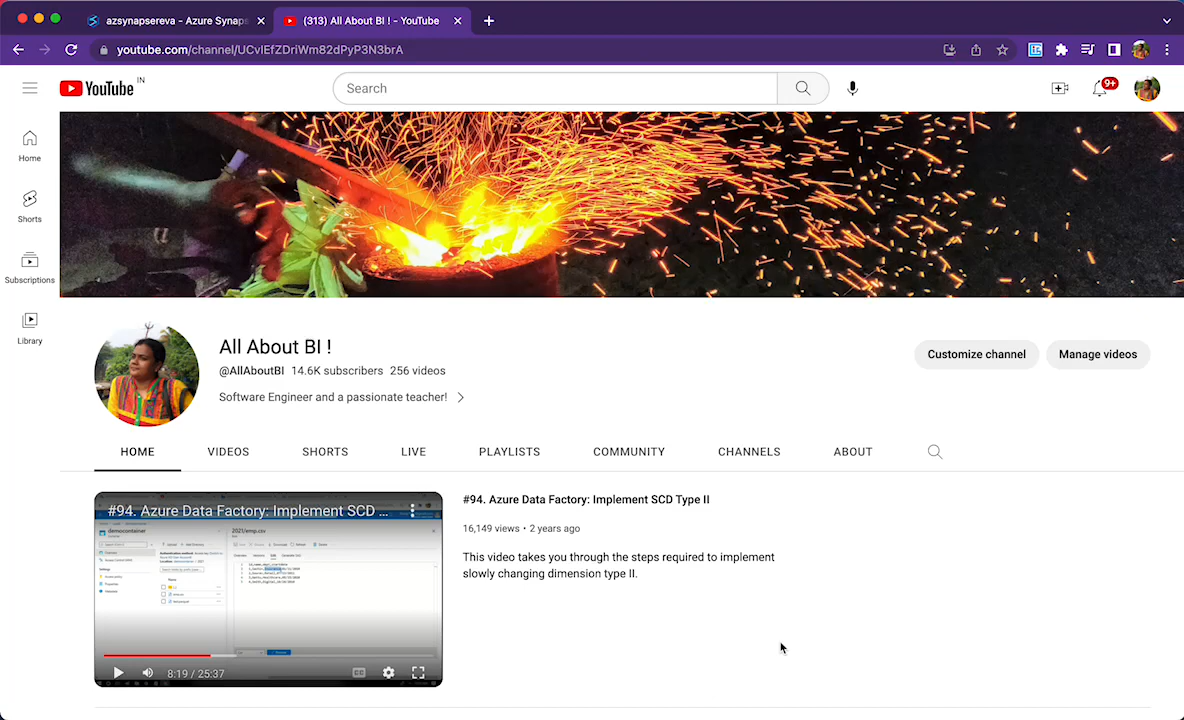 azsynapsereva - Azure Synaps
(313) All About BI ! - YouTube
youtube.com/channel/UCvIEfZDriWm82dPyP3N3brA
YouTube IN
Search
9+
Home
Shorts
Subscriptions
Library
All About BI !
@AllAboutBI 14.6K subscribers 256 videos
Software Engineer and a passionate teacher!
Customize channel
Manage videos
HOME VIDEOS SHORTS LIVE PLAYLISTS COMMUNITY CHANNELS ABOUT
#94. Azure Data Factory: Implement SCD ...
2021/emp.csv
8:19 / 25:37
CC
#94. Azure Data Factory: Implement SCD Type II
16,149 views • 2 years ago
This video takes you through the steps required to implement
slowly changing dimension type II.